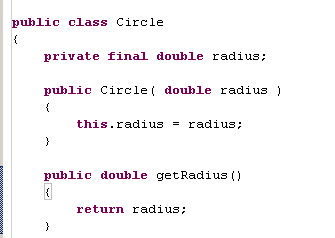 public class Circle
{
    private final double radius;

    public Circle( double radius )
    {
        this.radius = radius;
    }

    public double getRadius()
    {
        return radius;
    }